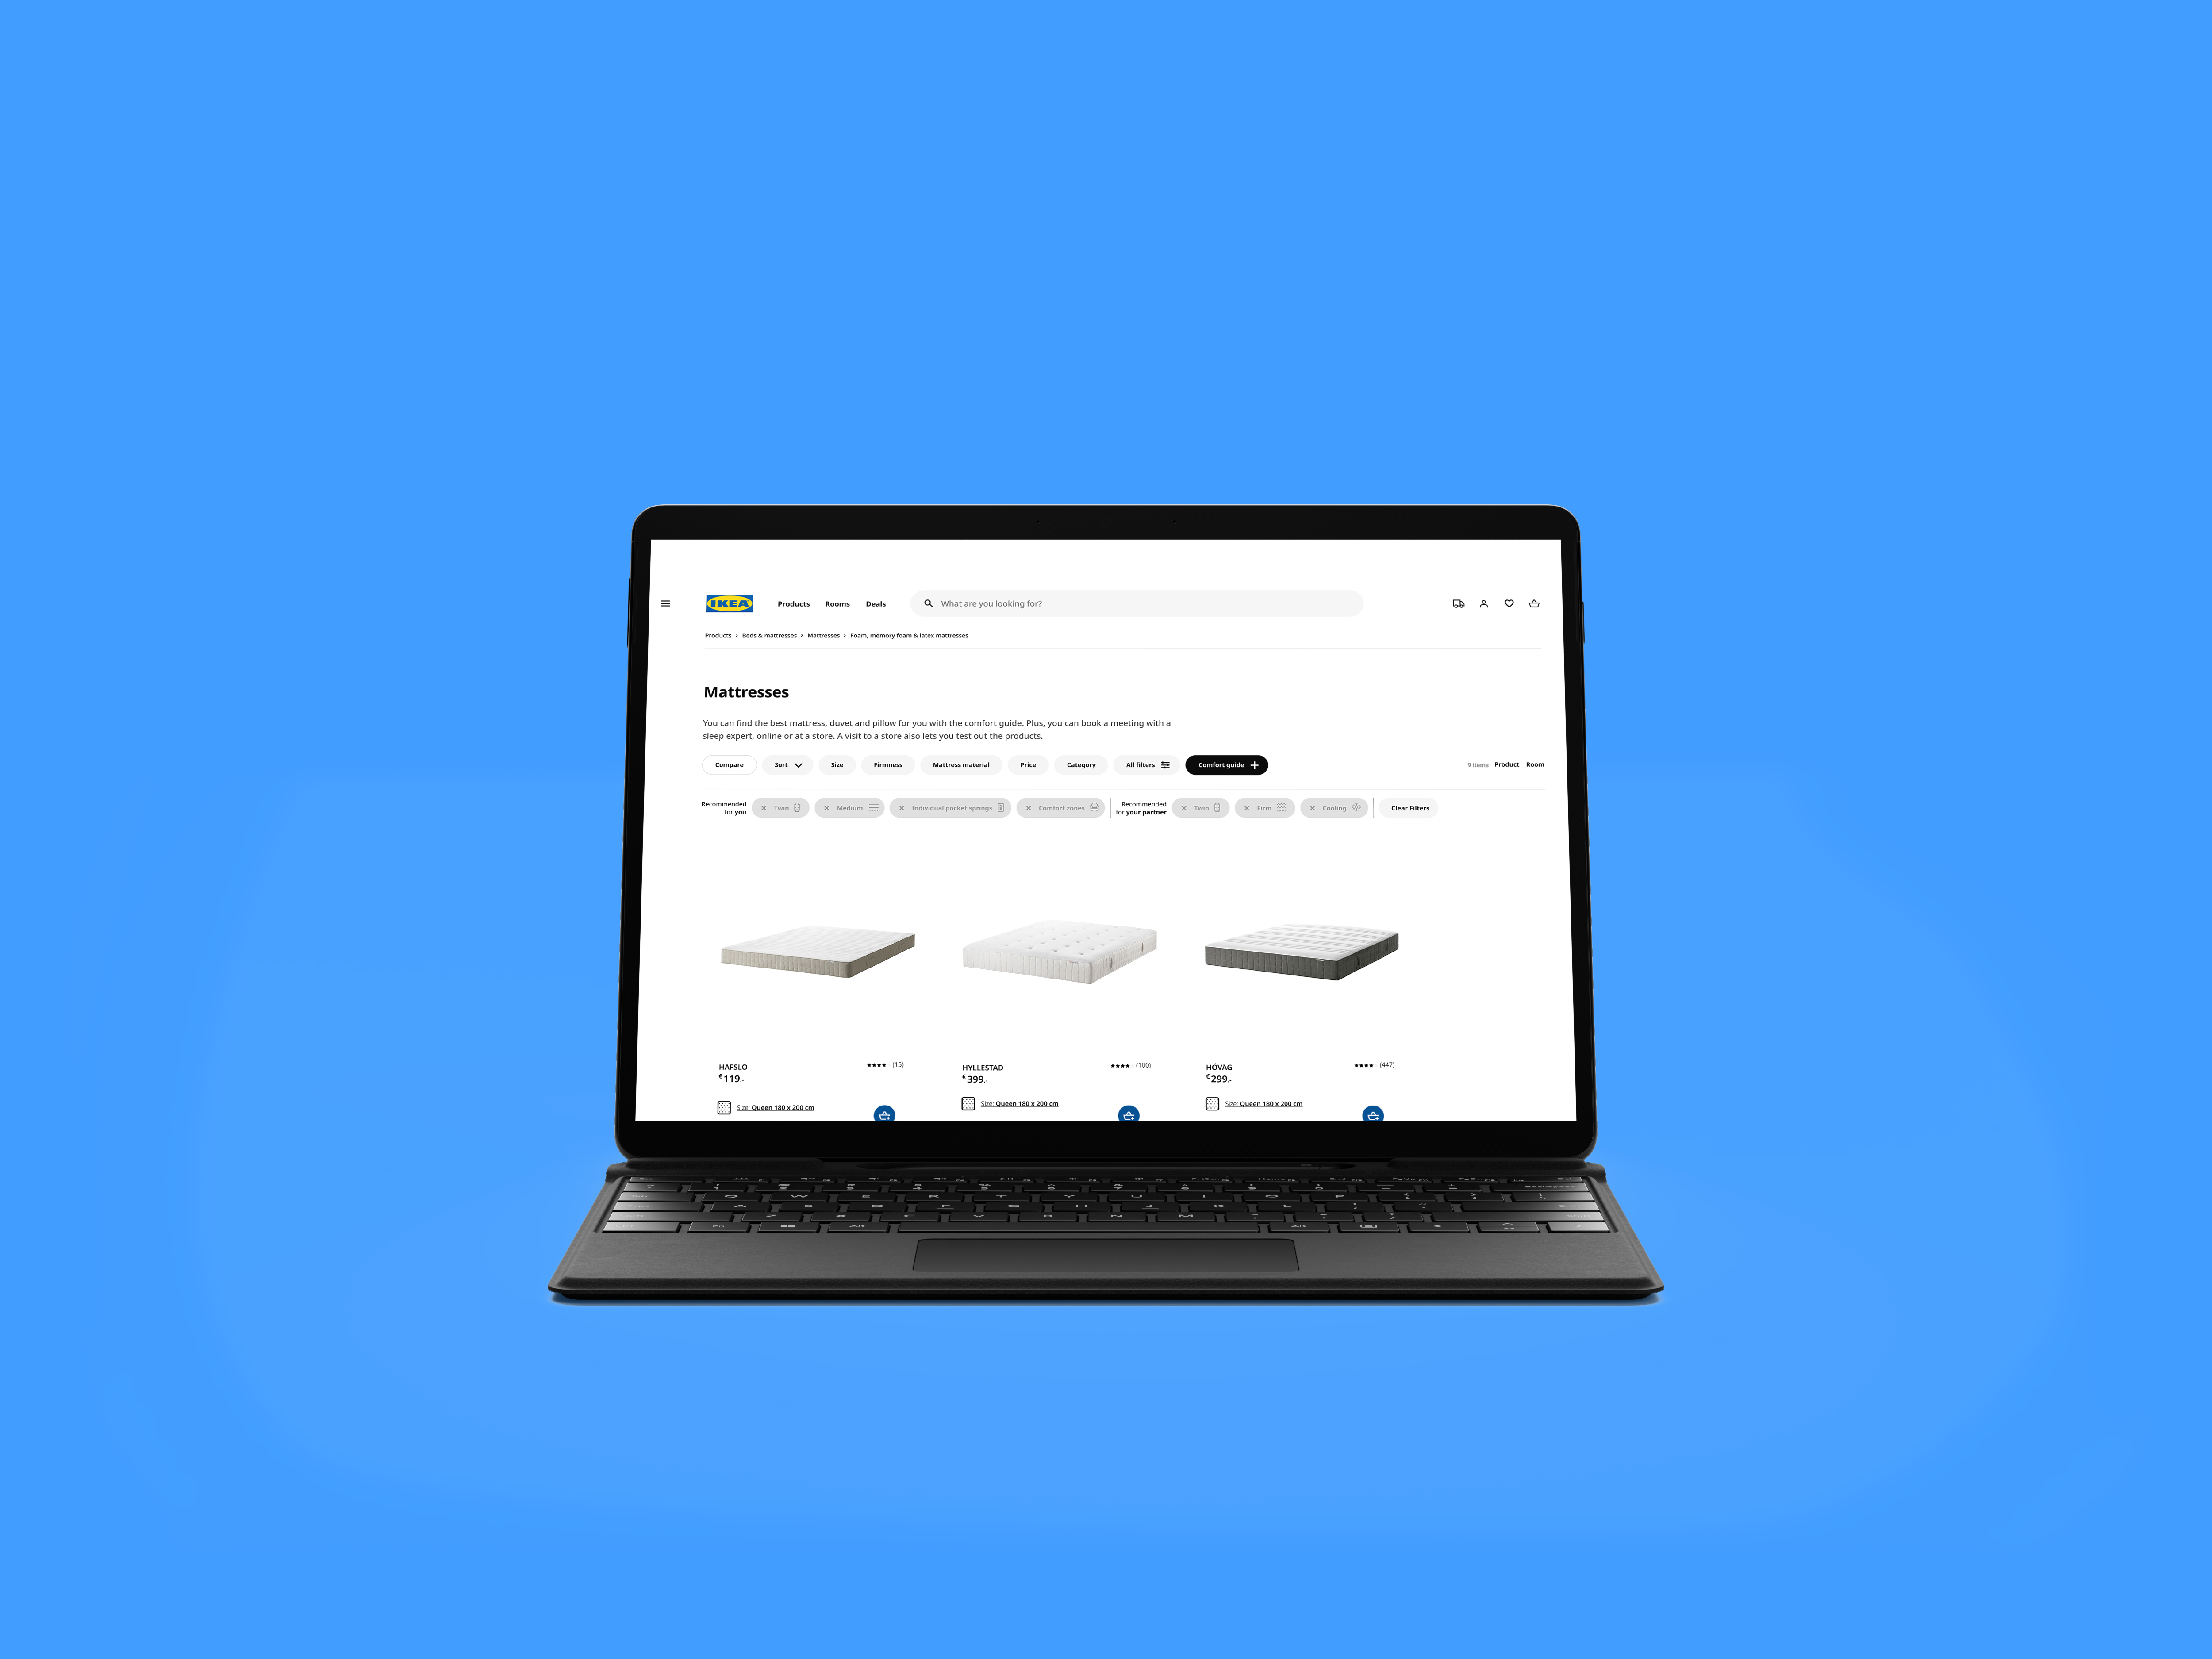 IKEA
Products Rooms Deals
What are you looking for?
Products › Beds & mattresses › Mattresses › Foam, memory foam & latex mattresses
Mattresses
You can find the best mattress, duvet and pillow for you with the comfort guide. Plus, you can book a meeting with a
sleep expert, online or at a store. A visit to a store also lets you test out the products.
Compare Sort Size Firmness Mattress material Price Category All filters Comfort guide 9 items Product Room
Recommended
for you
Twin Medium Individual pocket springs Comfort zones
Recommended
for your partner
Twin Firm Cooling Clear Filters
HAFSLO (15)
€119.-
Size: Queen 180 x 200 cm
HYLLESTAD (100)
€399.-
Size: Queen 180 x 200 cm
HÖVÅG (447)
€299.-
Size: Queen 180 x 200 cm
Q W E R T Y U I O P
A S D F G H J K L
Z X C V B N M
Fn Alt Alt